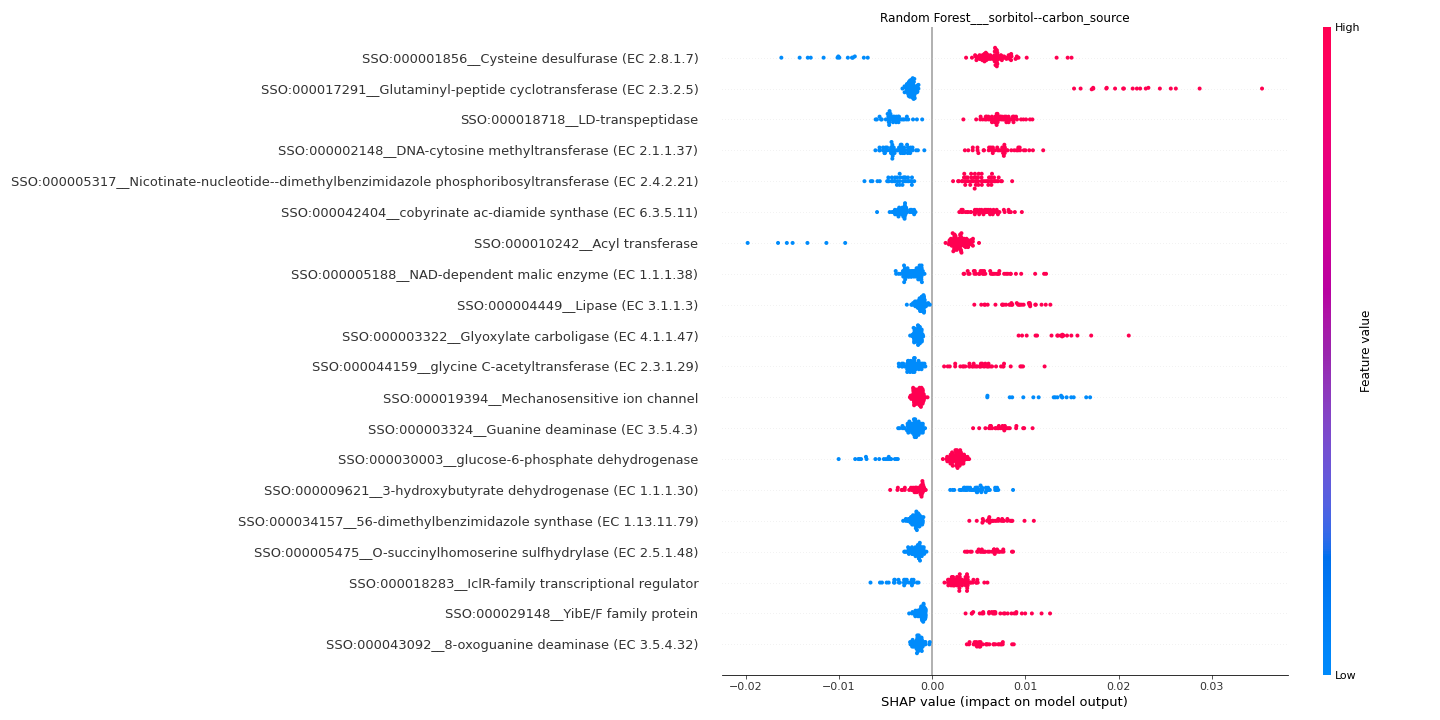 Random Forest___sorbitol--carbon_source
High
SSO:000001856__Cysteine desulfurase (EC 2.8.1.7)
SSO:000017291__Glutaminyl-peptide cyclotransferase (EC 2.3.2.5)
SSO:000018718__LD-transpeptidase
SSO:000002148__DNA-cytosine methyltransferase (EC 2.1.1.37)
SSO:000005317__Nicotinate-nucleotide--dimethylbenzimidazole phosphoribosyltransferase (EC 2.4.2.21)
SSO:000042404__cobyrinate ac-diamide synthase (EC 6.3.5.11)
SSO:000010242__Acyl transferase
SSO:000005188__NAD-dependent malic enzyme (EC 1.1.1.38)
SSO:000004449__Lipase (EC 3.1.1.3)
SSO:000003322__Glyoxylate carboligase (EC 4.1.1.47)
SSO:000044159__glycine C-acetyltransferase (EC 2.3.1.29)
SSO:000019394__Mechanosensitive ion channel
SSO:000003324__Guanine deaminase (EC 3.5.4.3)
SSO:000030003__glucose-6-phosphate dehydrogenase
SSO:000009621__3-hydroxybutyrate dehydrogenase (EC 1.1.1.30)
SSO:000034157__56-dimethylbenzimidazole synthase (EC 1.13.11.79)
SSO:000005475__O-succinylhomoserine sulfhydrylase (EC 2.5.1.48)
SSO:000018283__IclR-family transcriptional regulator
SSO:000029148__YibE/F family protein
SSO:000043092__8-oxoguanine deaminase (EC 3.5.4.32)
Feature value
Low
−0.02 −0.01 0.00 0.01 0.02 0.03
SHAP value (impact on model output)